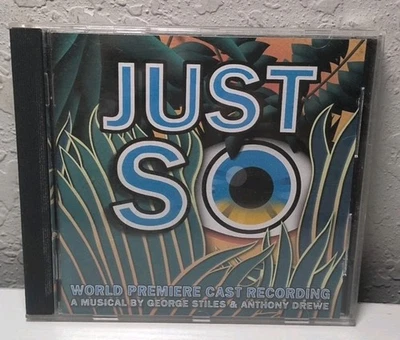 JUST
SO
WORLD PREMIERE CAST RECORDING
A MUSICAL BY GEORGE STILES & ANTHONY DREWE